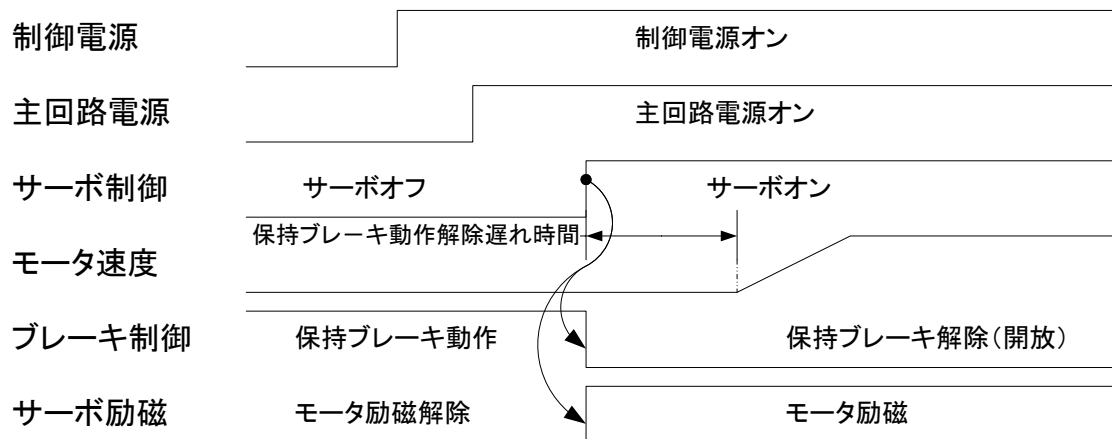 制御電源
制御電源オン
主回路電源
主回路電源オン
サーボ制御
サーボオフ
サーボオン
保持ブレーキ動作解除遅れ時間
モータ速度
ブレーキ制御
保持ブレーキ動作
保持ブレーキ解除（開放）
サーボ励磁
モータ励磁解除
モータ励磁